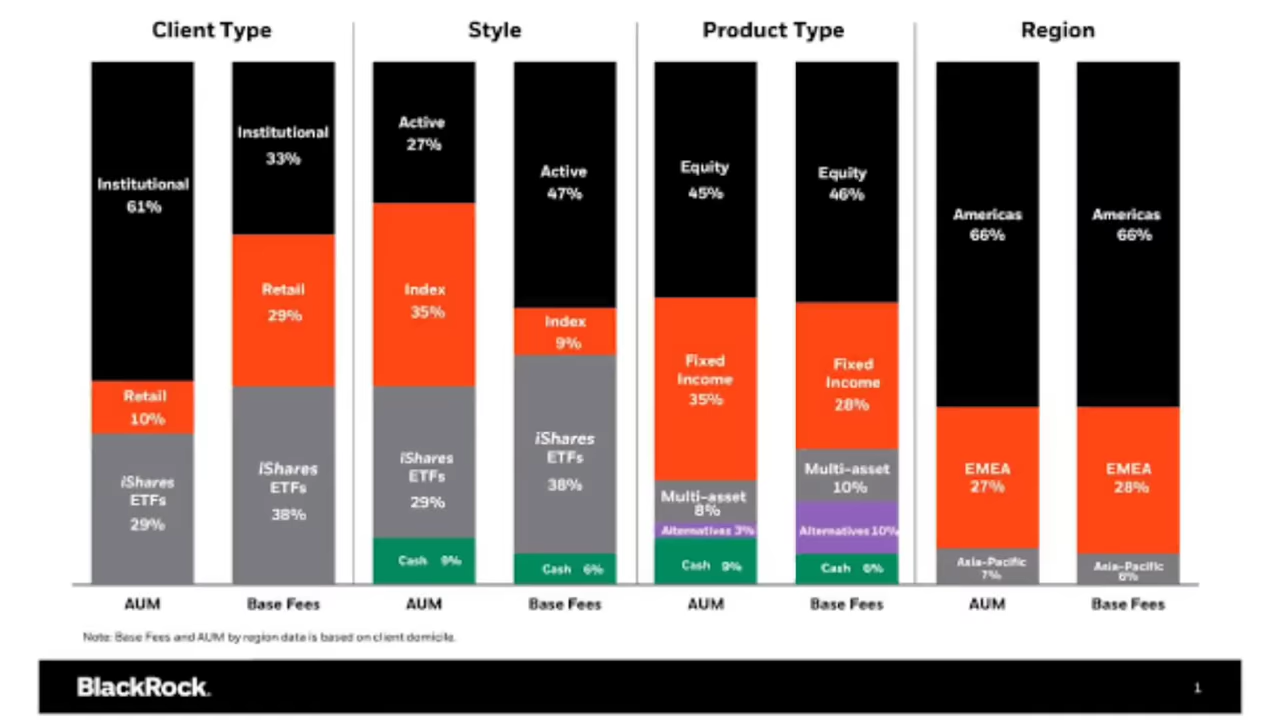 Client Type
Style
Product Type
Region
Institutional
61%
Retail
10%
iShares
ETFs
29%
Institutional
33%
Retail
29%
iShares
ETFs
38%
Active
27%
Index
35%
iShares
ETFs
29%
Cash 9%
Active
47%
Index
9%
iShares
ETFs
38%
Cash 6%
Equity
45%
Fixed
Income
35%
Multi-asset
8%
Alternatives 3%
Cash 9%
Equity
46%
Fixed
Income
28%
Multi-asset
10%
Alternatives 10%
Cash 6%
Americas
66%
EMEA
27%
Asia-Pacific
7%
Americas
66%
EMEA
28%
Asia-Pacific
6%
AUM
Base Fees
AUM
Base Fees
AUM
Base Fees
AUM
Base Fees
Note: Base Fees and AUM by region data is based on client domicile.
BlackRock.
1